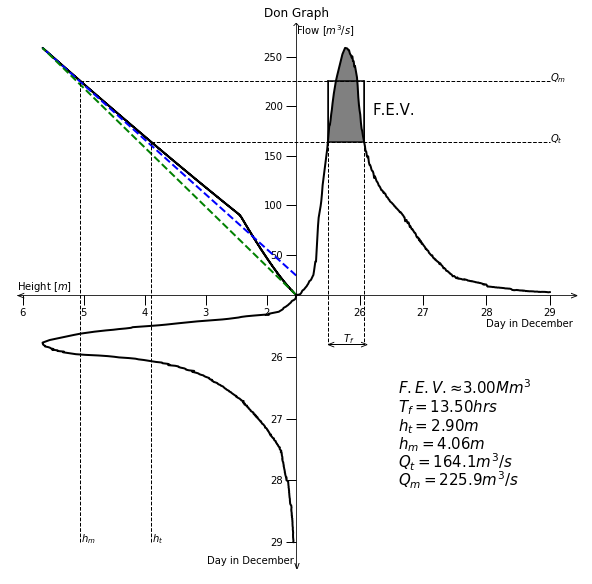 Don Graph
Flow [m³/s]
250
Qₘ
200
F.E.V.
150
Qₜ
100
50
Height [m]
6 5 4 3 2 26 27 28 29
Day in December
T_f
26
F.E.V.≈3.00Mm³
T_f=13.50hrs
27
hₜ=2.90m
hₘ=4.06m
Qₜ=164.1m³/s
28
Qₘ=225.9m³/s
29
hₘ hₜ
Day in December